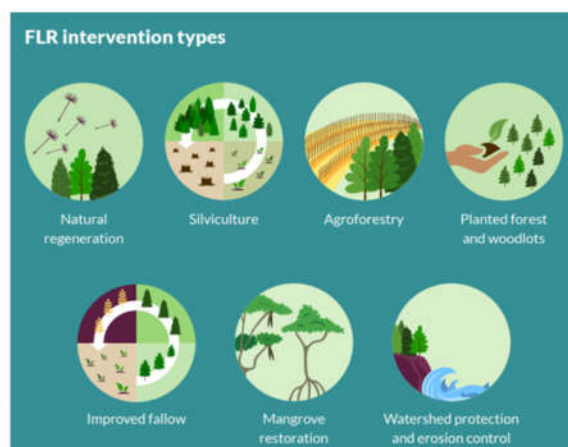 FLR intervention types
Natural
regeneration
Silviculture
Agroforestry
Planted forest
and woodlots
Improved fallow
Mangrove
restoration
Watershed protection
and erosion control